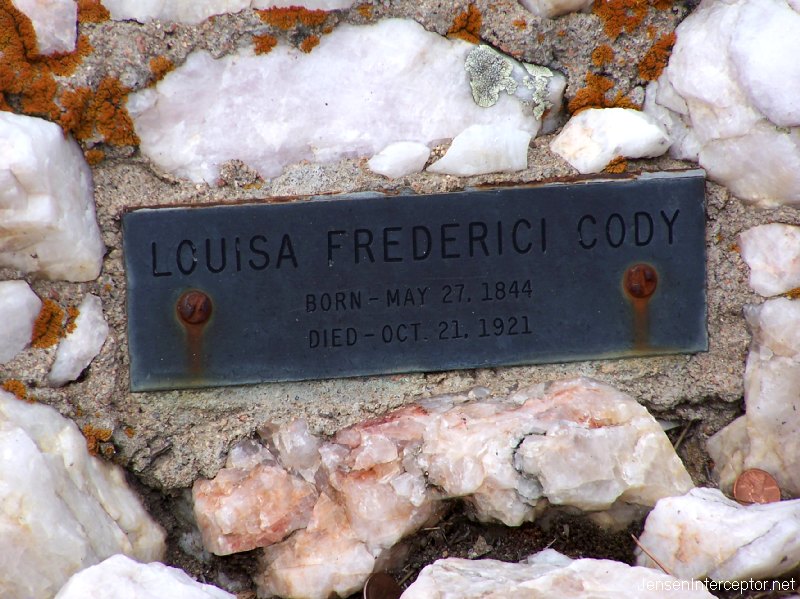 LOUiSA FREDERICI CODY
BORN - MAY 27, 1844
DIED - OCT. 21, 1921
JensenInterceptor.net